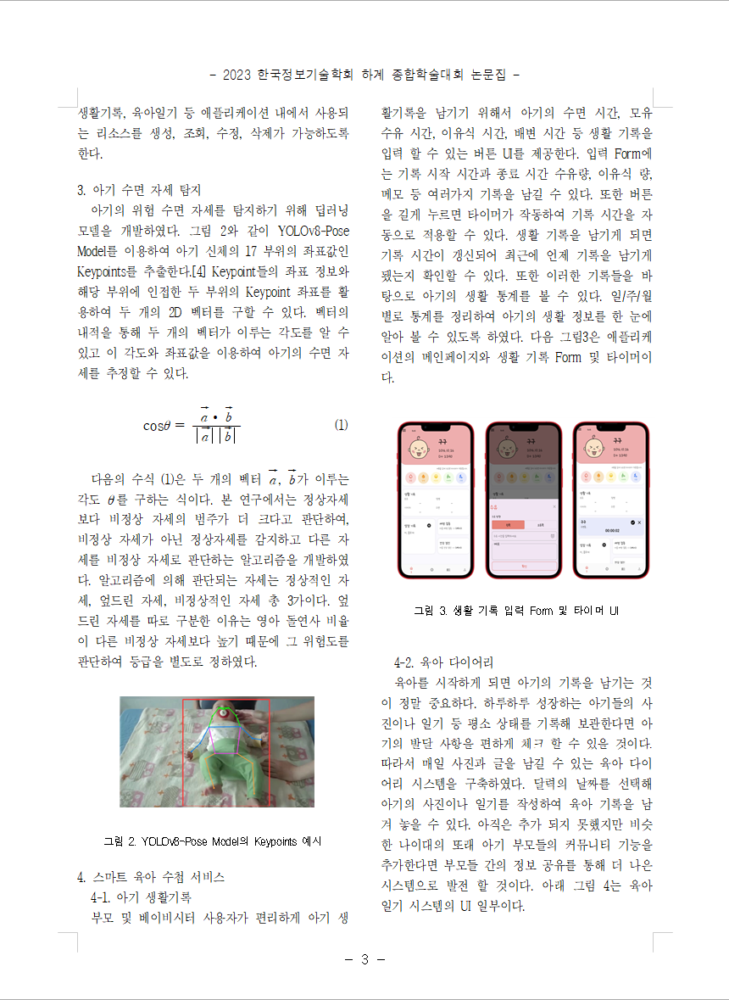 - 2023 한국정보기술학회 하계 종합학술대회 논문집 -
생활기록, 육아일기 등 애플리케이션 내에서 사용되
는 리소스를 생성, 조회, 수정, 삭제가 가능하도록
한다.
3. 아기 수면 자세 탐지
아기의 위험 수면 자세를 탐지하기 위해 딥러닝
모델을 개발하였다. 그림 2와 같이 YOLOv8-Pose
Model를 이용하여 아기 신체의 17 부위의 좌표값인
Keypoints를 추출한다.[4] Keypoint들의 좌표 정보와
해당 부위에 인접한 두 부위의 Keypoint 좌표를 활
용하여 두 개의 2D 벡터를 구할 수 있다. 벡터의
내적을 통해 두 개의 벡터가 이루는 각도를 알 수
있고 이 각도와 좌표값을 이용하여 아기의 수면 자
세를 추정할 수 있다.
cosθ = (a⃗ • b⃗) / (|a⃗| |b⃗|) (1)
다음의 수식 (1)은 두 개의 벡터 a⃗, b⃗가 이루는
각도 θ를 구하는 식이다. 본 연구에서는 정상자세
보다 비정상 자세의 범주가 더 크다고 판단하여,
비정상 자세가 아닌 정상자세를 감지하고 다른 자
세를 비정상 자세로 판단하는 알고리즘을 개발하였
다. 알고리즘에 의해 판단되는 자세는 정상적인 자
세, 엎드린 자세, 비정상적인 자세 총 3가이다. 엎
드린 자세를 따로 구분한 이유는 영아 돌연사 비율
이 다른 비정상 자세보다 높기 때문에 그 위험도를
판단하여 등급을 별도로 정하였다.
그림 2. YOLOv8-Pose Model의 Keypoints 예시
4. 스마트 육아 수첩 서비스
4-1. 아기 생활기록
부모 및 베이비시터 사용자가 편리하게 아기 생
활기록을 남기기 위해서 아기의 수면 시간, 모유
수유 시간, 이유식 시간, 배변 시간 등 생활 기록을
입력 할 수 있는 버튼 UI를 제공한다. 입력 Form에
는 기록 시작 시간과 종료 시간 수유량, 이유식 량,
메모 등 여러가지 기록을 남길 수 있다. 또한 버튼
을 길게 누르면 타이머가 작동하여 기록 시간을 자
동으로 적용할 수 있다. 생활 기록을 남기게 되면
기록 시간이 갱신되어 최근에 언제 기록을 남기게
됐는지 확인할 수 있다. 또한 이러한 기록들을 바
탕으로 아기의 생활 통계를 볼 수 있다. 일/주/월
별로 통계를 정리하여 아기의 생활 정보를 한 눈에
알아 볼 수 있도록 하였다. 다음 그림3은 애플리케
이션의 메인페이지와 생활 기록 Form 및 타이머이
다.
00:00:02
그림 3. 생활 기록 입력 Form 및 타이머 UI
4-2. 육아 다이어리
육아를 시작하게 되면 아기의 기록을 남기는 것
이 정말 중요하다. 하루하루 성장하는 아기들의 사
진이나 일기 등 평소 상태를 기록해 보관한다면 아
기의 발달 사항을 편하게 체크 할 수 있을 것이다.
따라서 매일 사진과 글을 남길 수 있는 육아 다이
어리 시스템을 구축하였다. 달력의 날짜를 선택해
아기의 사진이나 일기를 작성하여 육아 기록을 남
겨 놓을 수 있다. 아직은 추가 되지 못했지만 비슷
한 나이대의 또래 아기 부모들의 커뮤니티 기능을
추가한다면 부모들 간의 정보 공유를 통해 더 나은
시스템으로 발전 할 것이다. 아래 그림 4는 육아
일기 시스템의 UI 일부이다.
- 3 -